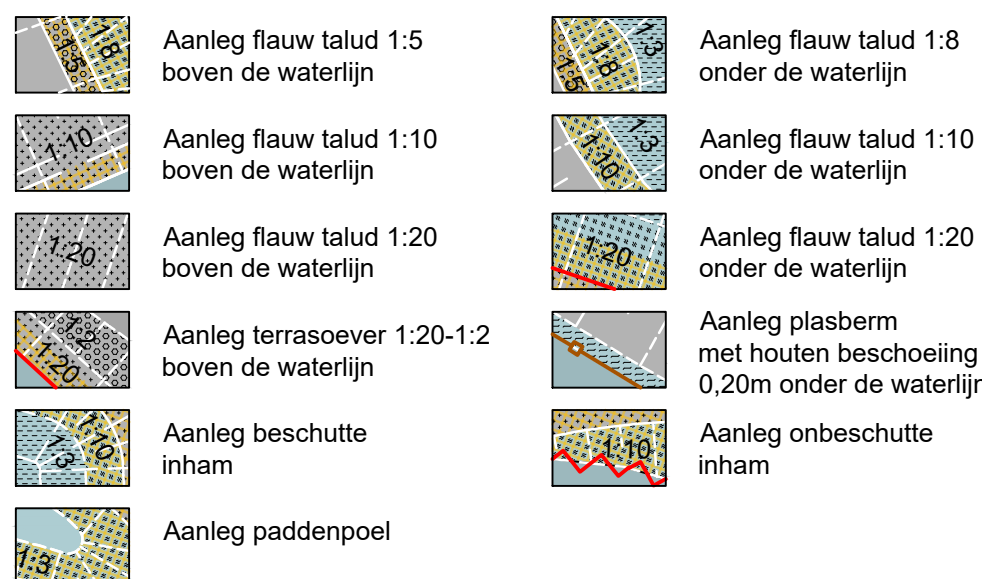 1:5 1:8
Aanleg flauw talud 1:5
boven de waterlijn
1:5 1:8 1:3
Aanleg flauw talud 1:8
onder de waterlijn
1:10
Aanleg flauw talud 1:10
boven de waterlijn
1:10 1:3
Aanleg flauw talud 1:10
onder de waterlijn
1:20
Aanleg flauw talud 1:20
boven de waterlijn
1:20
Aanleg flauw talud 1:20
onder de waterlijn
1:20 1:2
Aanleg terrasoever 1:20-1:2
boven de waterlijn
Aanleg plasberm
met houten beschoeiing
0,20m onder de waterlijn
1:3 1:10
Aanleg beschutte
inham
1:10
Aanleg onbeschutte
inham
1:3
Aanleg paddenpoel